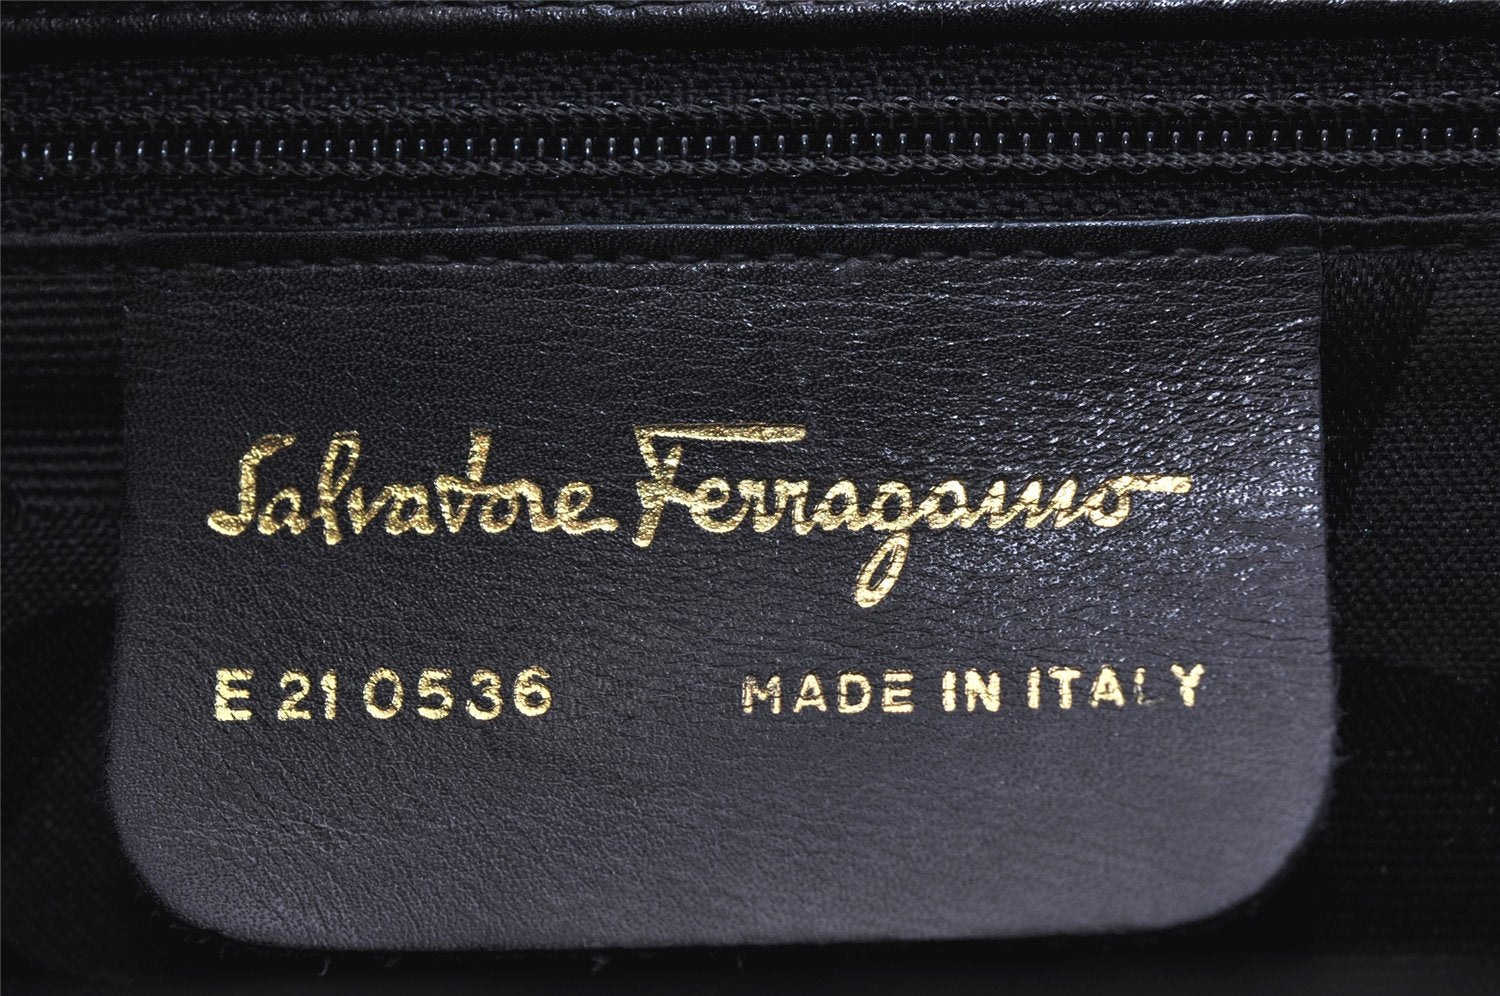 Salvatore Ferragamo
E 21 0536 MADE IN ITALY